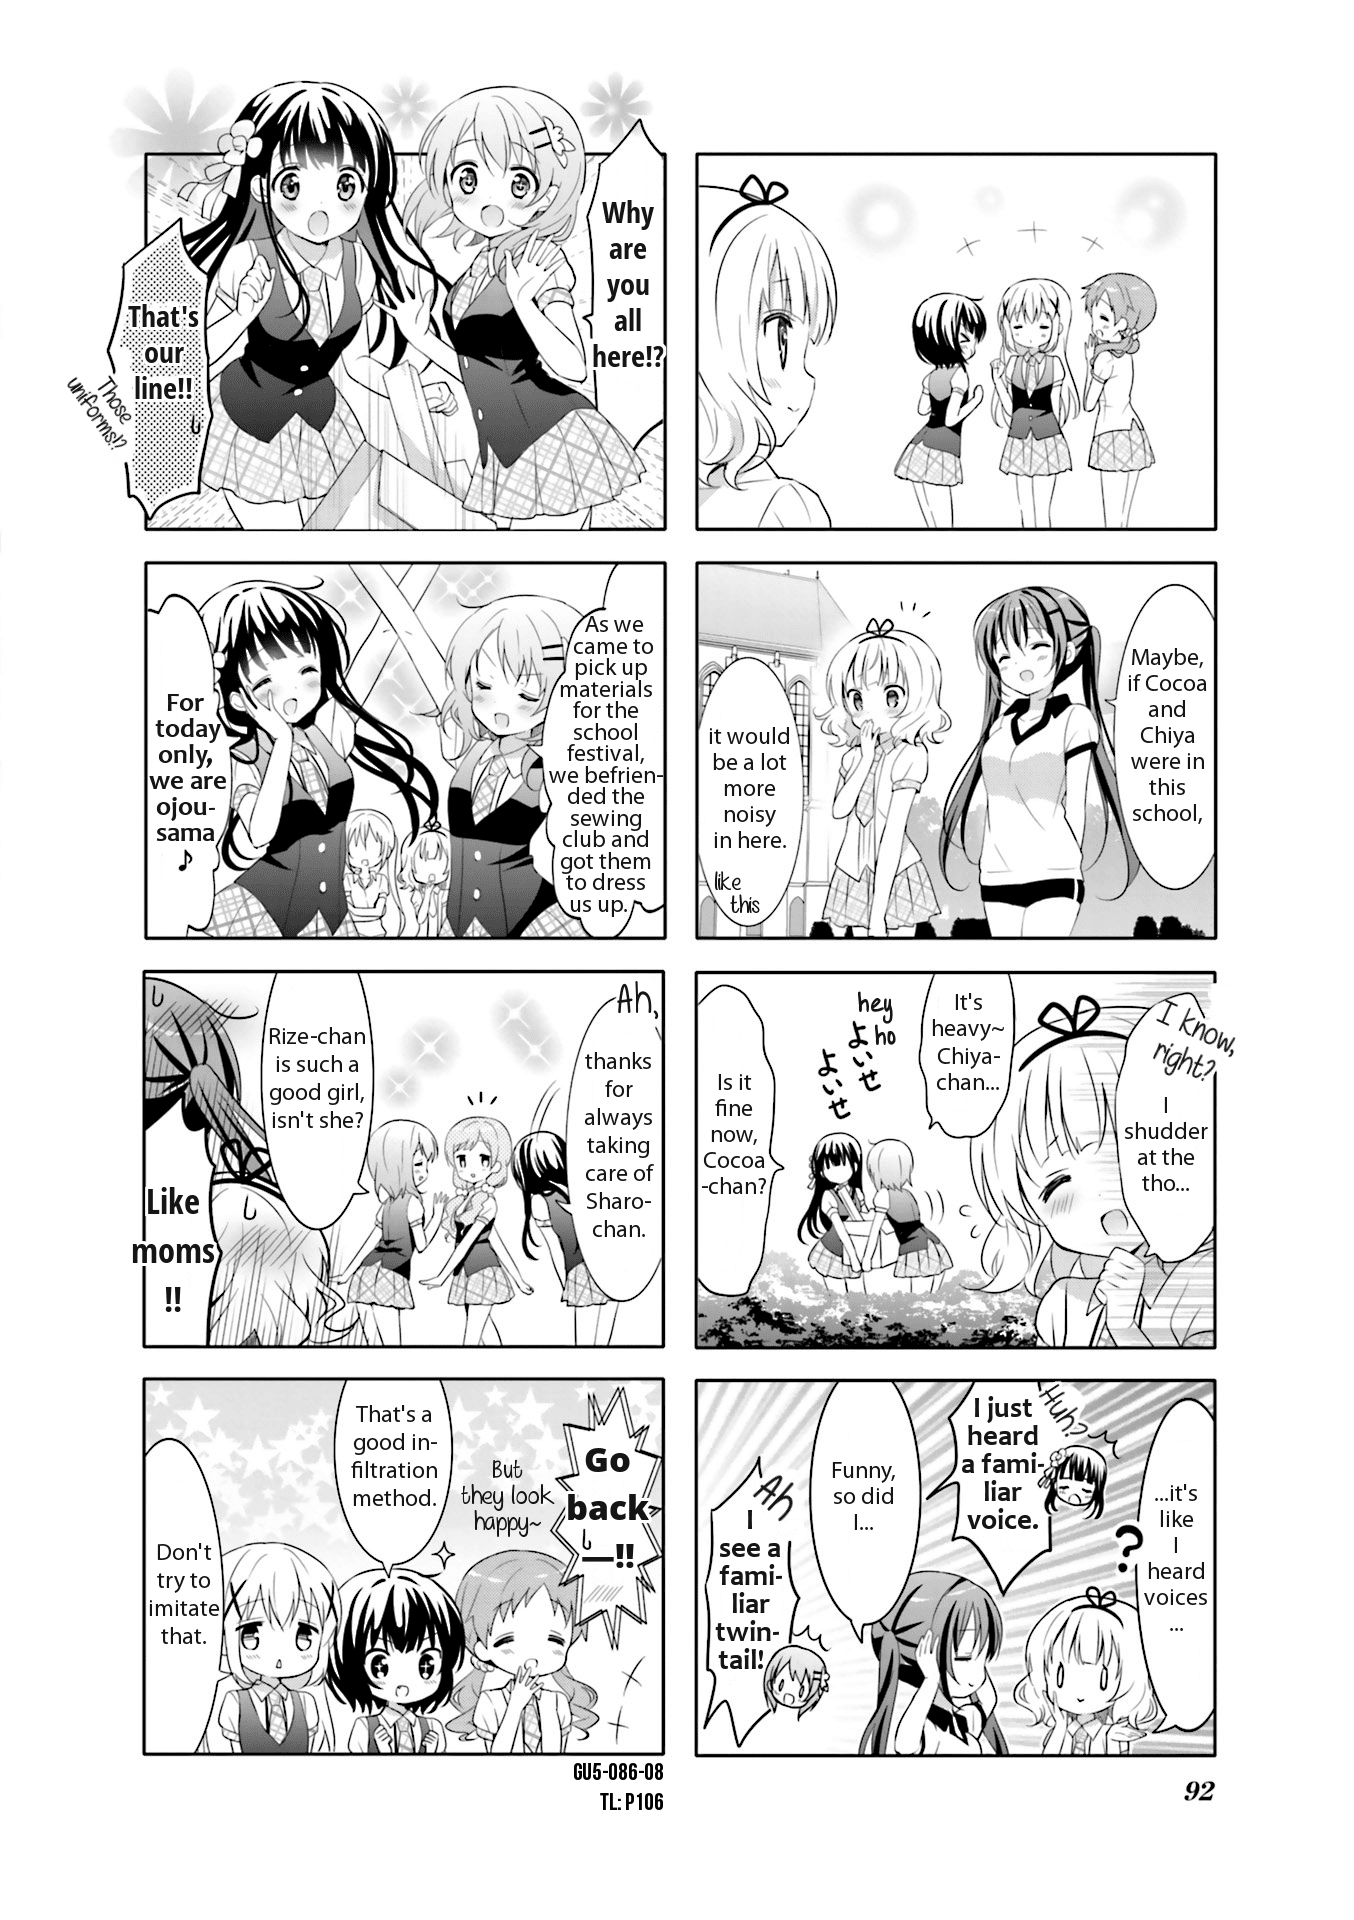 Maybe,
if Cocoa
and
Chiya
were in
this
school,
it would
be a lot
more
noisy
in here.
like
this
I know,
right?
I
shudder
at the
tho...
It's
heavy~
Chiya-
chan...
hey
ho
よいせ
よいせ
Is it
fine
now,
Cocoa
-chan?
...it's
like
I
heard
voices
...
Huh?
I just
heard
a fami-
liar
voice.
Funny,
so did
I...
Ah
I
see a
fami-
liar
twin-
tail!
Why
are
you
all
here!?
That's
our
line!!
Those
uniforms!?
As we
came to
pick up
materials
for the
school
festival,
we befrien-
ded the
sewing
club and
got them
to dress
us up.
For
today
only,
we are
ojou-
sama
♪
Ah,
thanks
for
always
taking
care of
Sharo-
chan.
Rize-chan
is such a
good girl,
isn't she?
Like
moms
!!
Go
back
—!!
But
they look
happy~
That's a
good in-
filtration
method.
Don't
try to
imitate
that.
GU5-086-08
TL: P106
92